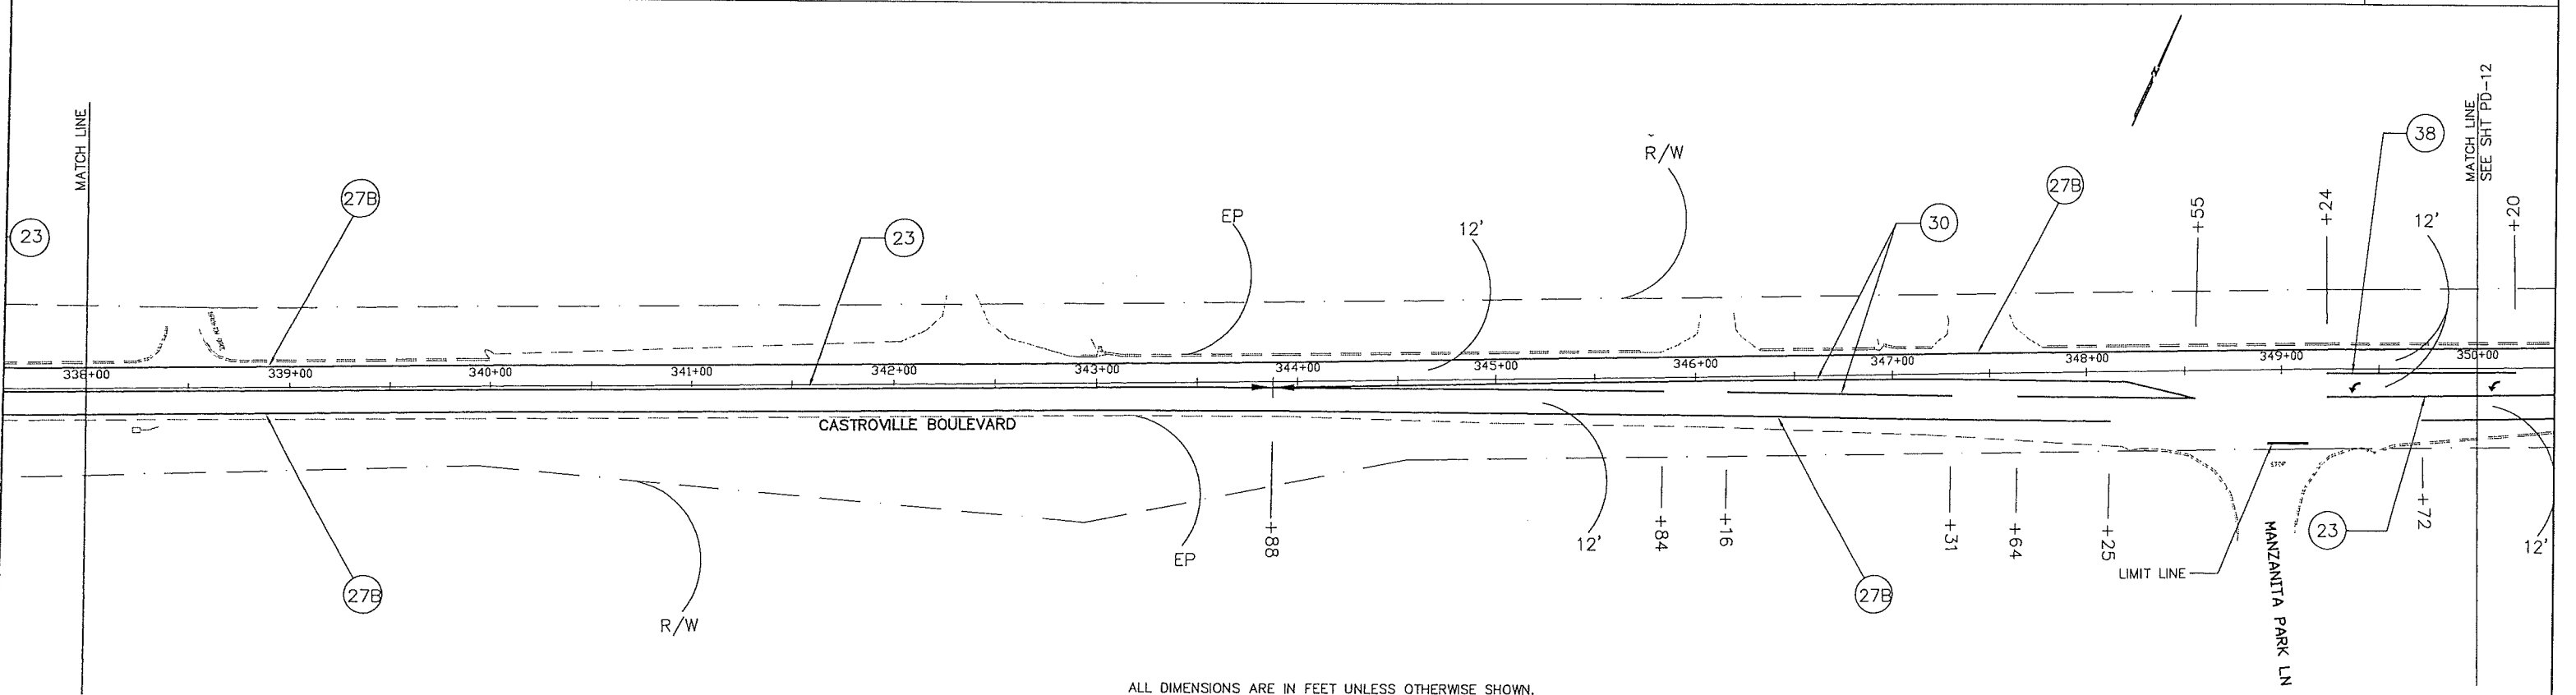 MATCH LINE
MATCH LINE
SEE SHT PD-12
38
R/W
27B
27B
+55
+24
+20
23
23
EP
12'
30
12'
338+00
339+00
340+00
341+00
342+00
343+00
344+00
345+00
346+00
347+00
348+00
349+00
350+00
CASTROVILLE BOULEVARD
STOP
+88
+84
+16
+31
+64
+25
+72
23
12'
12'
EP
LIMIT LINE
MANZANITA PARK LN
27B
27B
R/W
ALL DIMENSIONS ARE IN FEET UNLESS OTHERWISE SHOWN.